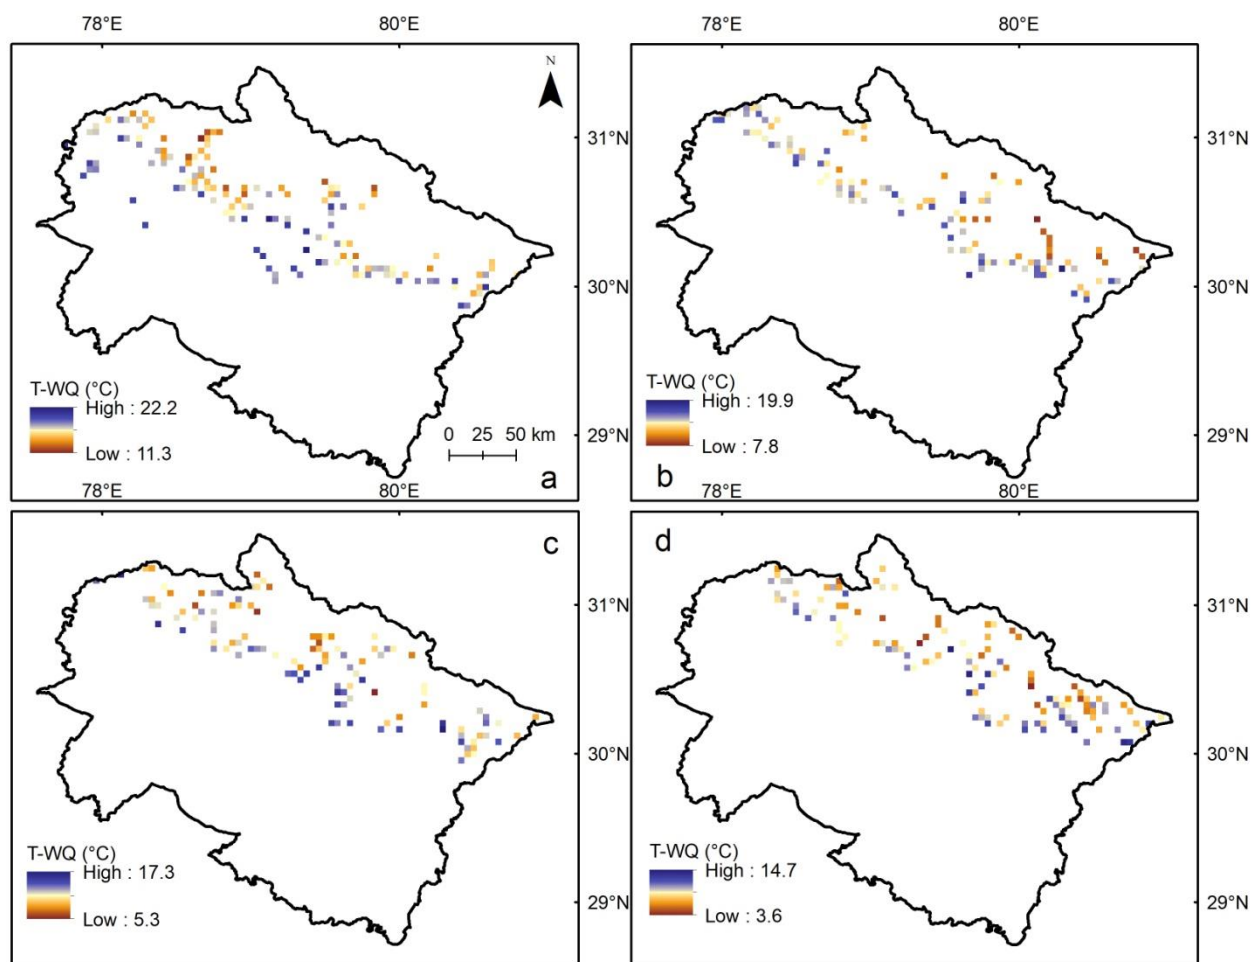 78°E 80°E 78°E 80°E
N
31°N 31°N
30°N 30°N
T-WQ (°C)
High : 22.2
Low : 11.3
0 25 50 km
29°N
a
T-WQ (°C)
High : 19.9
Low : 7.8
29°N
b
78°E 80°E 78°E 80°E
c
d
31°N 31°N
30°N 30°N
T-WQ (°C)
High : 17.3
Low : 5.3
29°N
T-WQ (°C)
High : 14.7
Low : 3.6
29°N